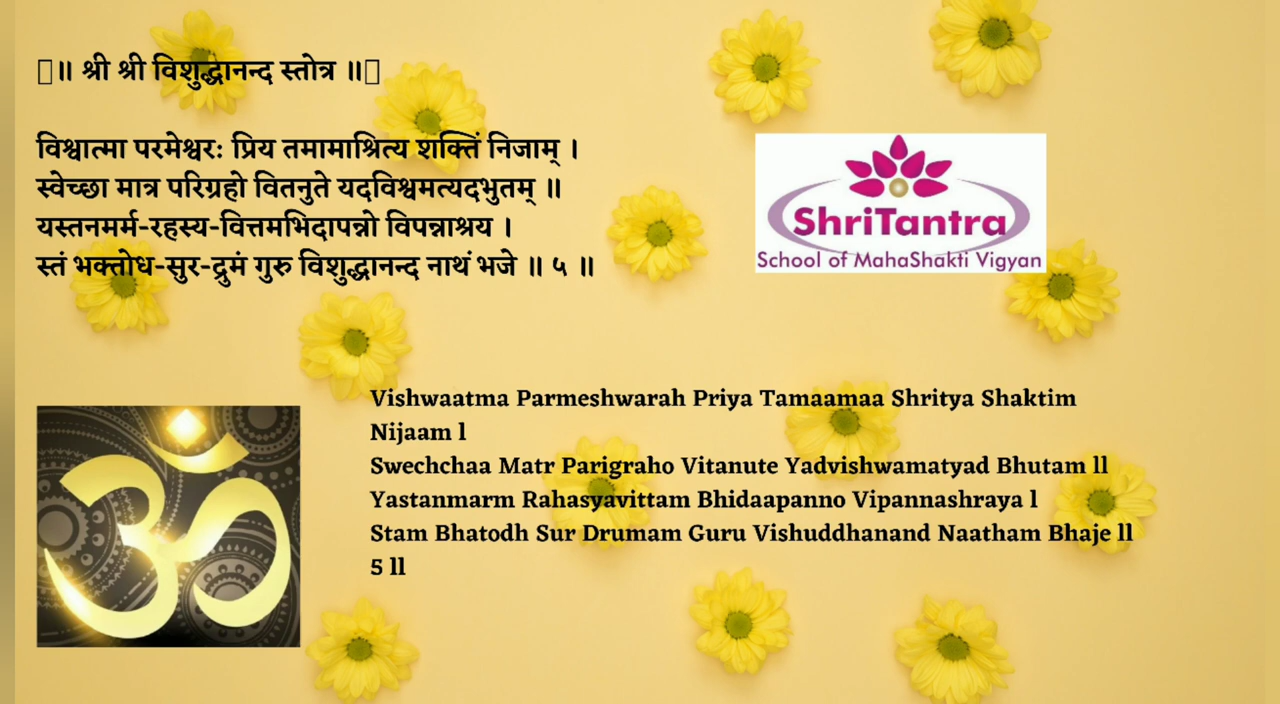 ॥ श्री श्री विशुद्धानन्द स्तोत्र ॥
विश्वात्मा परमेश्वरः प्रिय तमामाश्रित्य शक्तिं निजाम् ।
स्वेच्छा मात्र परिग्रहो वितनुते यदविश्वमत्यदभुतम् ॥
यस्तनमर्म-रहस्य-वित्तमभिदापन्नो विपन्नाश्रय ।
स्तं भक्तोध-सुर-द्रुमं गुरु विशुद्धानन्द नाथं भजे ॥ ५ ॥
ShriTantra
School of MahaShakti Vigyan
Vishwaatma Parmeshwarah Priya Tamaamaa Shritya Shaktim
Nijaam l
Swechchaa Matr Parigraho Vitanute Yadvishwamatyad Bhutam ll
Yastanmarm Rahasyavittam Bhidaapanno Vipannashraya l
Stam Bhatodh Sur Drumam Guru Vishuddhanand Naatham Bhaje ll
5 ll
ॐ